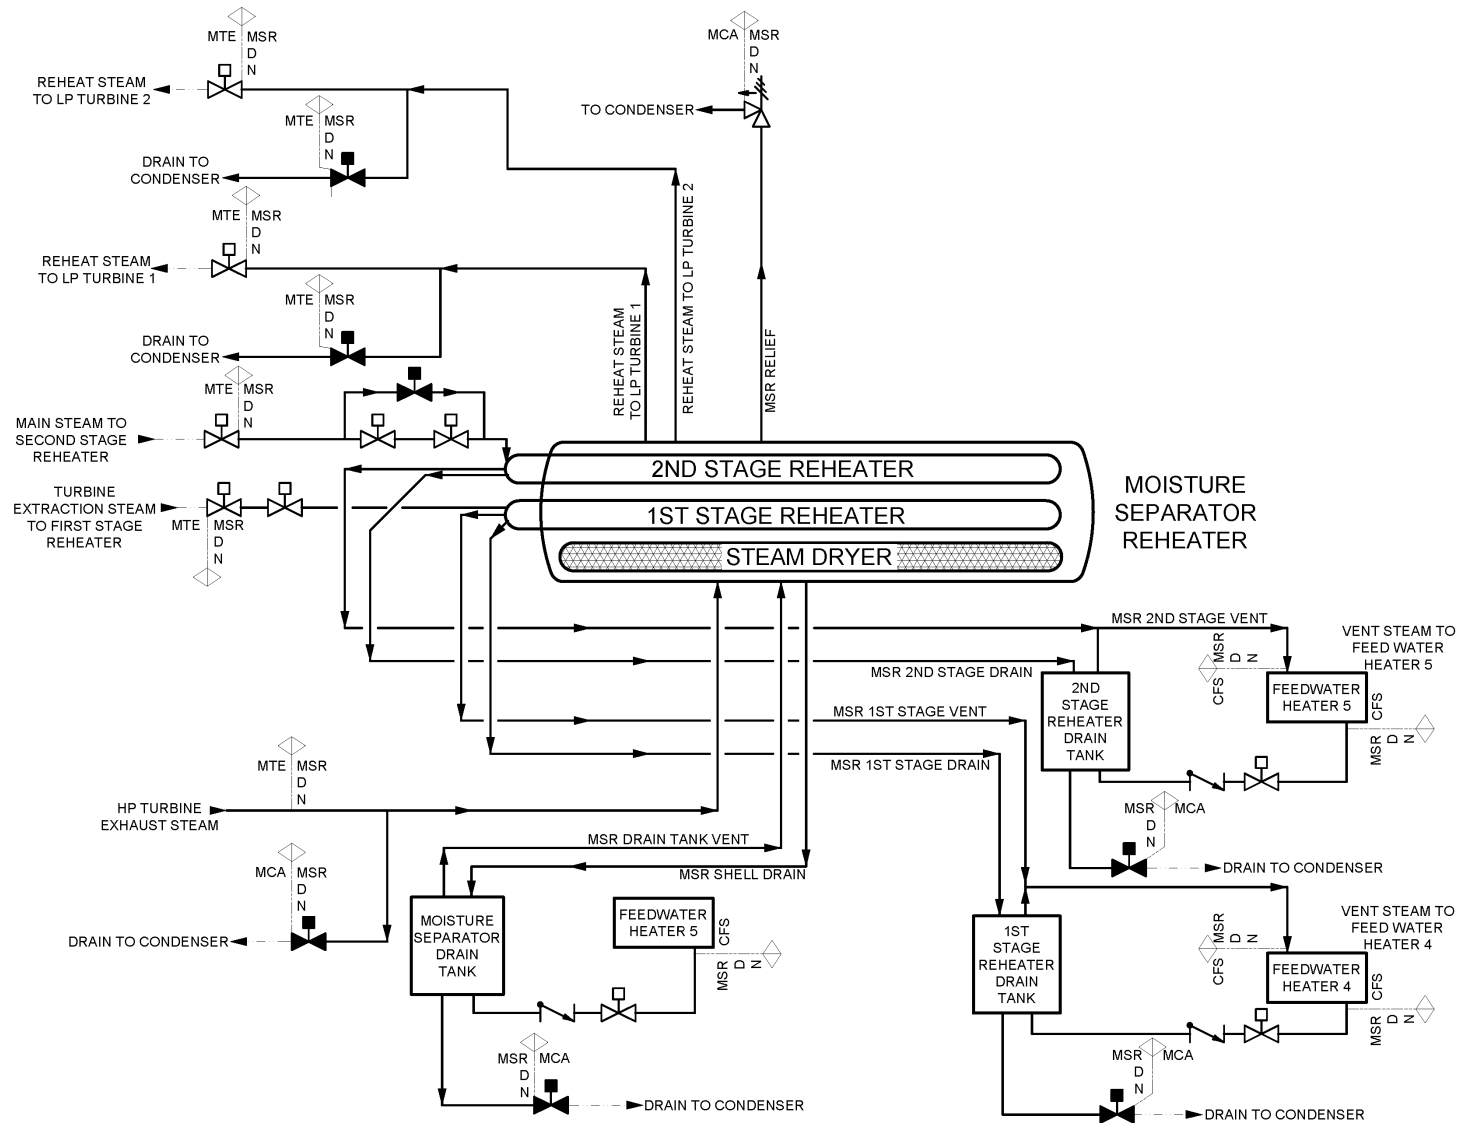 MTE MSR
D
N
REHEAT STEAM
TO LP TURBINE 2
MTE MSR
D
N
DRAIN TO
CONDENSER
MCA MSR
D
N
TO CONDENSER
MTE MSR
D
N
REHEAT STEAM
TO LP TURBINE 1
MTE MSR
D
N
DRAIN TO
CONDENSER
REHEAT STEAM
TO LP TURBINE 1
REHEAT STEAM TO LP TURBINE 2
MSR RELIEF
MTE MSR
D
N
MAIN STEAM TO
SECOND STAGE
REHEATER
TURBINE
EXTRACTION STEAM
TO FIRST STAGE
REHEATER
MTE MSR
D
N
2ND STAGE REHEATER
1ST STAGE REHEATER
STEAM DRYER
MOISTURE
SEPARATOR
REHEATER
MSR 2ND STAGE VENT
VENT STEAM TO
FEED WATER
HEATER 5
MSR
D
N
CFS
MSR 2ND STAGE DRAIN
2ND
STAGE
REHEATER
DRAIN
TANK
FEEDWATER
HEATER 5
CFS
MSR
D
N
MSR 1ST STAGE VENT
MSR 1ST STAGE DRAIN
MTE MSR
D
N
HP TURBINE
EXHAUST STEAM
MSR MCA
D
N
DRAIN TO CONDENSER
MSR DRAIN TANK VENT
MSR SHELL DRAIN
MCA MSR
D
N
DRAIN TO CONDENSER
MOISTURE
SEPARATOR
DRAIN
TANK
FEEDWATER
HEATER 5
CFS
MSR
D
N
1ST
STAGE
REHEATER
DRAIN
TANK
VENT STEAM TO
FEED WATER
HEATER 4
MSR
D
N
CFS
FEEDWATER
HEATER 4
CFS
MSR
D
N
MSR MCA
D
N
DRAIN TO CONDENSER
MSR MCA
D
N
DRAIN TO CONDENSER